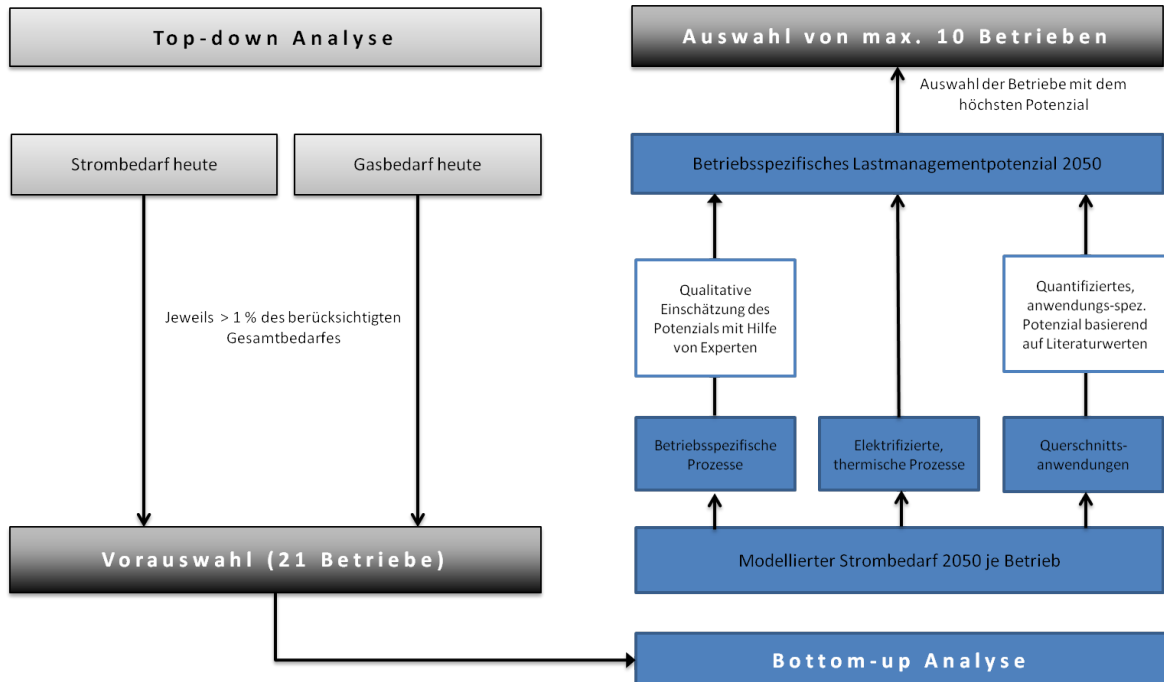 Top-down Analyse
Strombedarf heute
Gasbedarf heute
Jeweils > 1 % des berücksichtigten
Gesamtbedarfes
Vorauswahl (21 Betriebe)
Auswahl von max. 10 Betrieben
Auswahl der Betriebe mit dem
höchsten Potenzial
Betriebsspezifisches Lastmanagementpotenzial 2050
Qualitative
Einschätzung des
Potenzials mit Hilfe
von Experten
Quantifiziertes,
anwendungs-spez.
Potenzial basierend
auf Literaturwerten
Betriebsspezifische
Prozesse
Elektrifizierte,
thermische Prozesse
Querschnitts-
anwendungen
Modellierter Strombedarf 2050 je Betrieb
Bottom-up Analyse